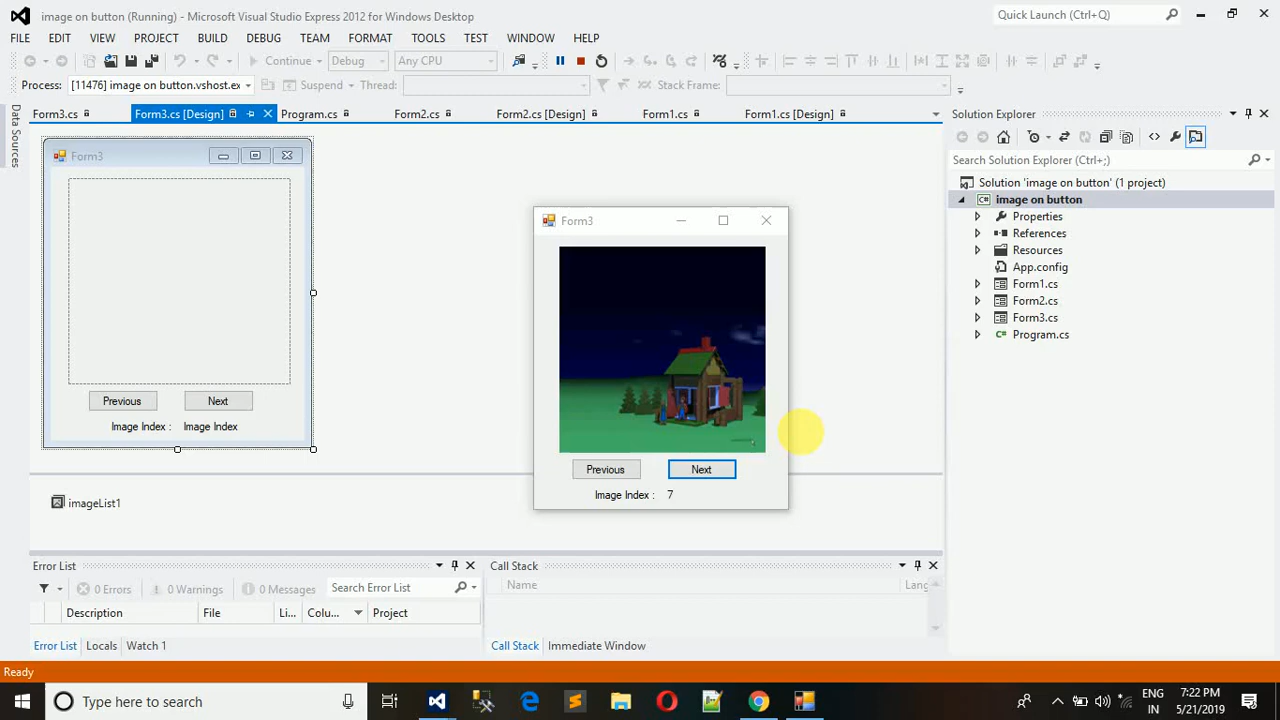 image on button (Running) - Microsoft Visual Studio Express 2012 for Windows Desktop
Quick Launch (Ctrl+Q)
FILE EDIT VIEW PROJECT BUILD DEBUG TEAM FORMAT TOOLS TEST WINDOW HELP
Continue Debug Any CPU
Process: [11476] image on button.vshost.ex Suspend Thread: Stack Frame:
Data Sources
Form3.cs Form3.cs [Design] Program.cs Form2.cs Form2.cs [Design] Form1.cs Form1.cs [Design]
Form3
Previous Next
Image Index : Image Index
imageList1
Form3
Previous Next
Image Index : 7
Solution Explorer
Search Solution Explorer (Ctrl+;)
Solution 'image on button' (1 project)
C# image on button
Properties
References
Resources
App.config
Form1.cs
Form2.cs
Form3.cs
C# Program.cs
Error List
0 Errors 0 Warnings 0 Messages Search Error List
Description File Li... Colu... Project
Error List Locals Watch 1
Call Stack
Name Lang
Call Stack Immediate Window
Ready
Type here to search
ENG
IN
7:22 PM
5/21/2019